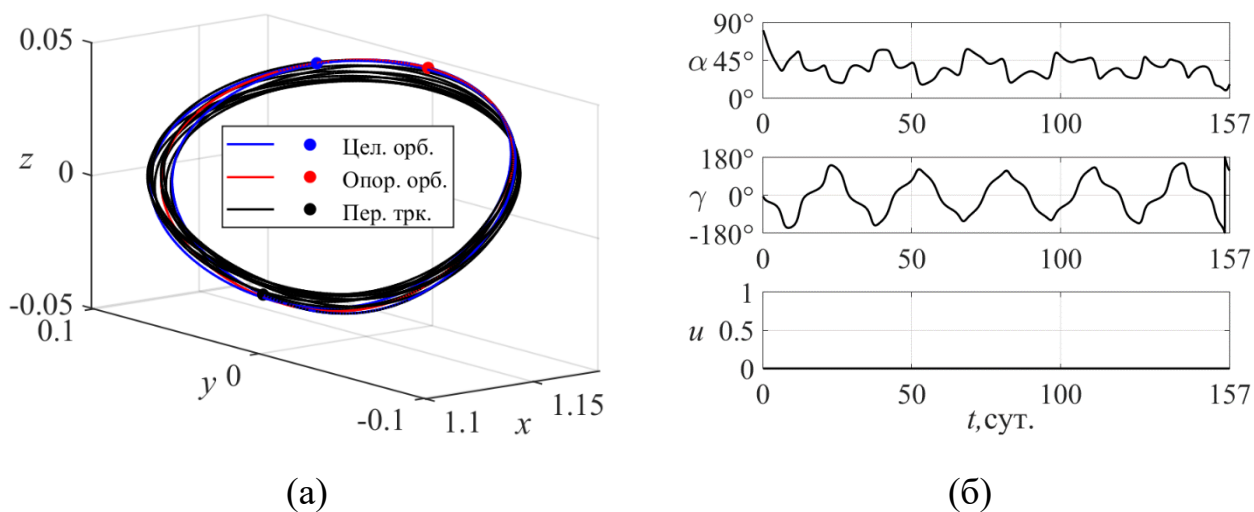 0.05
z
0
-0.05
0.1
y
0
-0.1
1.1
x
1.15
Цел. орб.
Опор. орб.
Пер. трк.
(а)
90°
α 45°
0°
0 50 100 157
180°
γ 0°
-180°
0 50 100 157
1
u 0.5
0
0 50 100 157
t,сут.
(б)